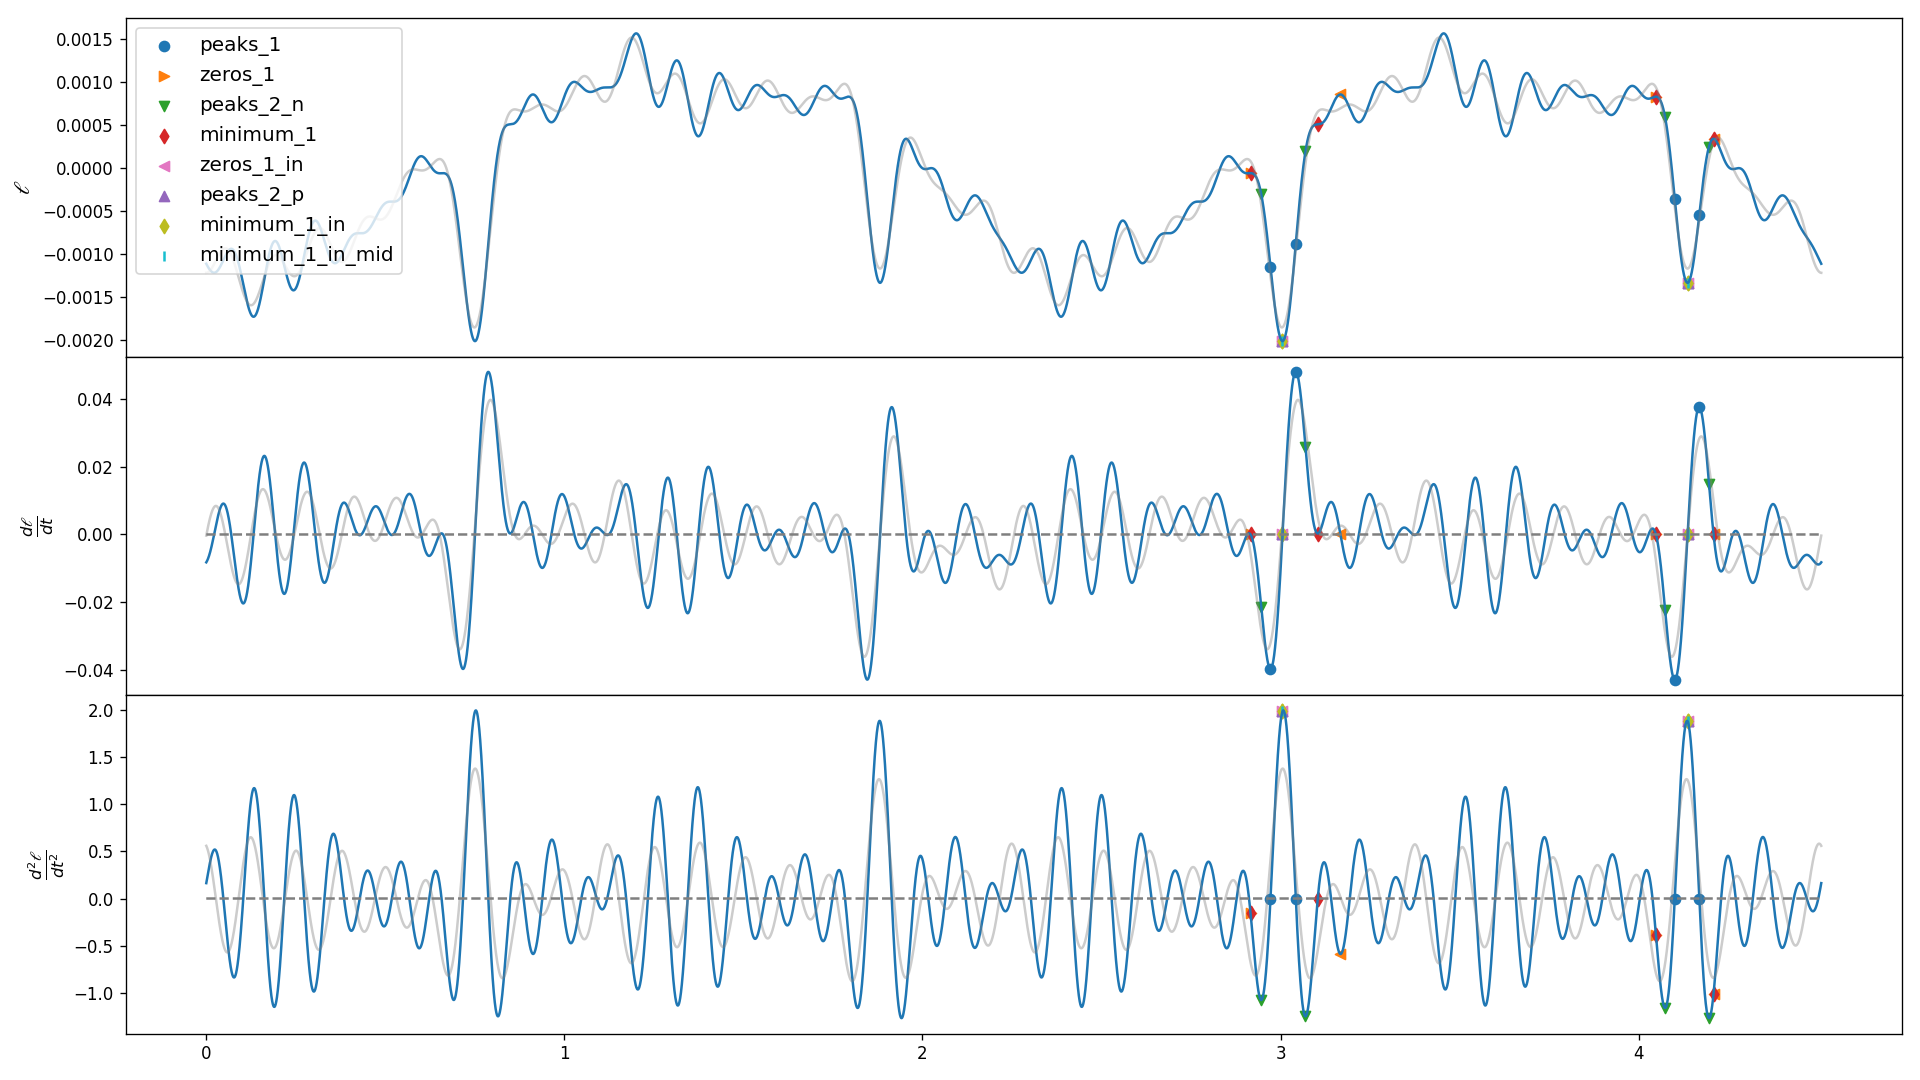 0.0015
0.0010
0.0005
0.0000
−0.0005
−0.0010
−0.0015
−0.0020
ℓ
peaks_1
zeros_1
peaks_2_n
minimum_1
zeros_1_in
peaks_2_p
minimum_1_in
minimum_1_in_mid
0.04
0.02
0.00
−0.02
−0.04
dℓ
dt
2.0
1.5
1.0
0.5
0.0
−0.5
−1.0
d²ℓ
dt²
0 1 2 3 4